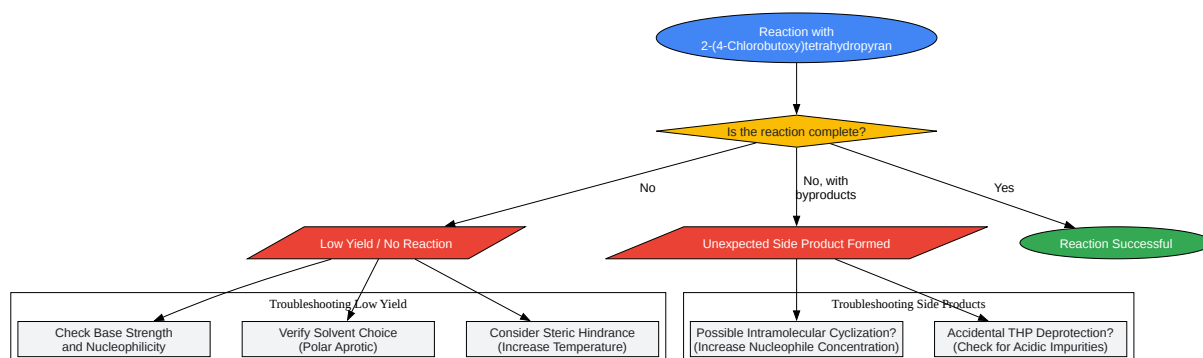 Reaction with
2-(4-Chlorobutoxy)tetrahydropyran
Is the reaction complete?
No
No, with
byproducts
Yes
Low Yield / No Reaction
Unexpected Side Product Formed
Reaction Successful
Troubleshooting Low Yield
Troubleshooting Side Products
Check Base Strength
and Nucleophilicity
Verify Solvent Choice
(Polar Aprotic)
Consider Steric Hindrance
(Increase Temperature)
Possible Intramolecular Cyclization?
(Increase Nucleophile Concentration)
Accidental THP Deprotection?
(Check for Acidic Impurities)